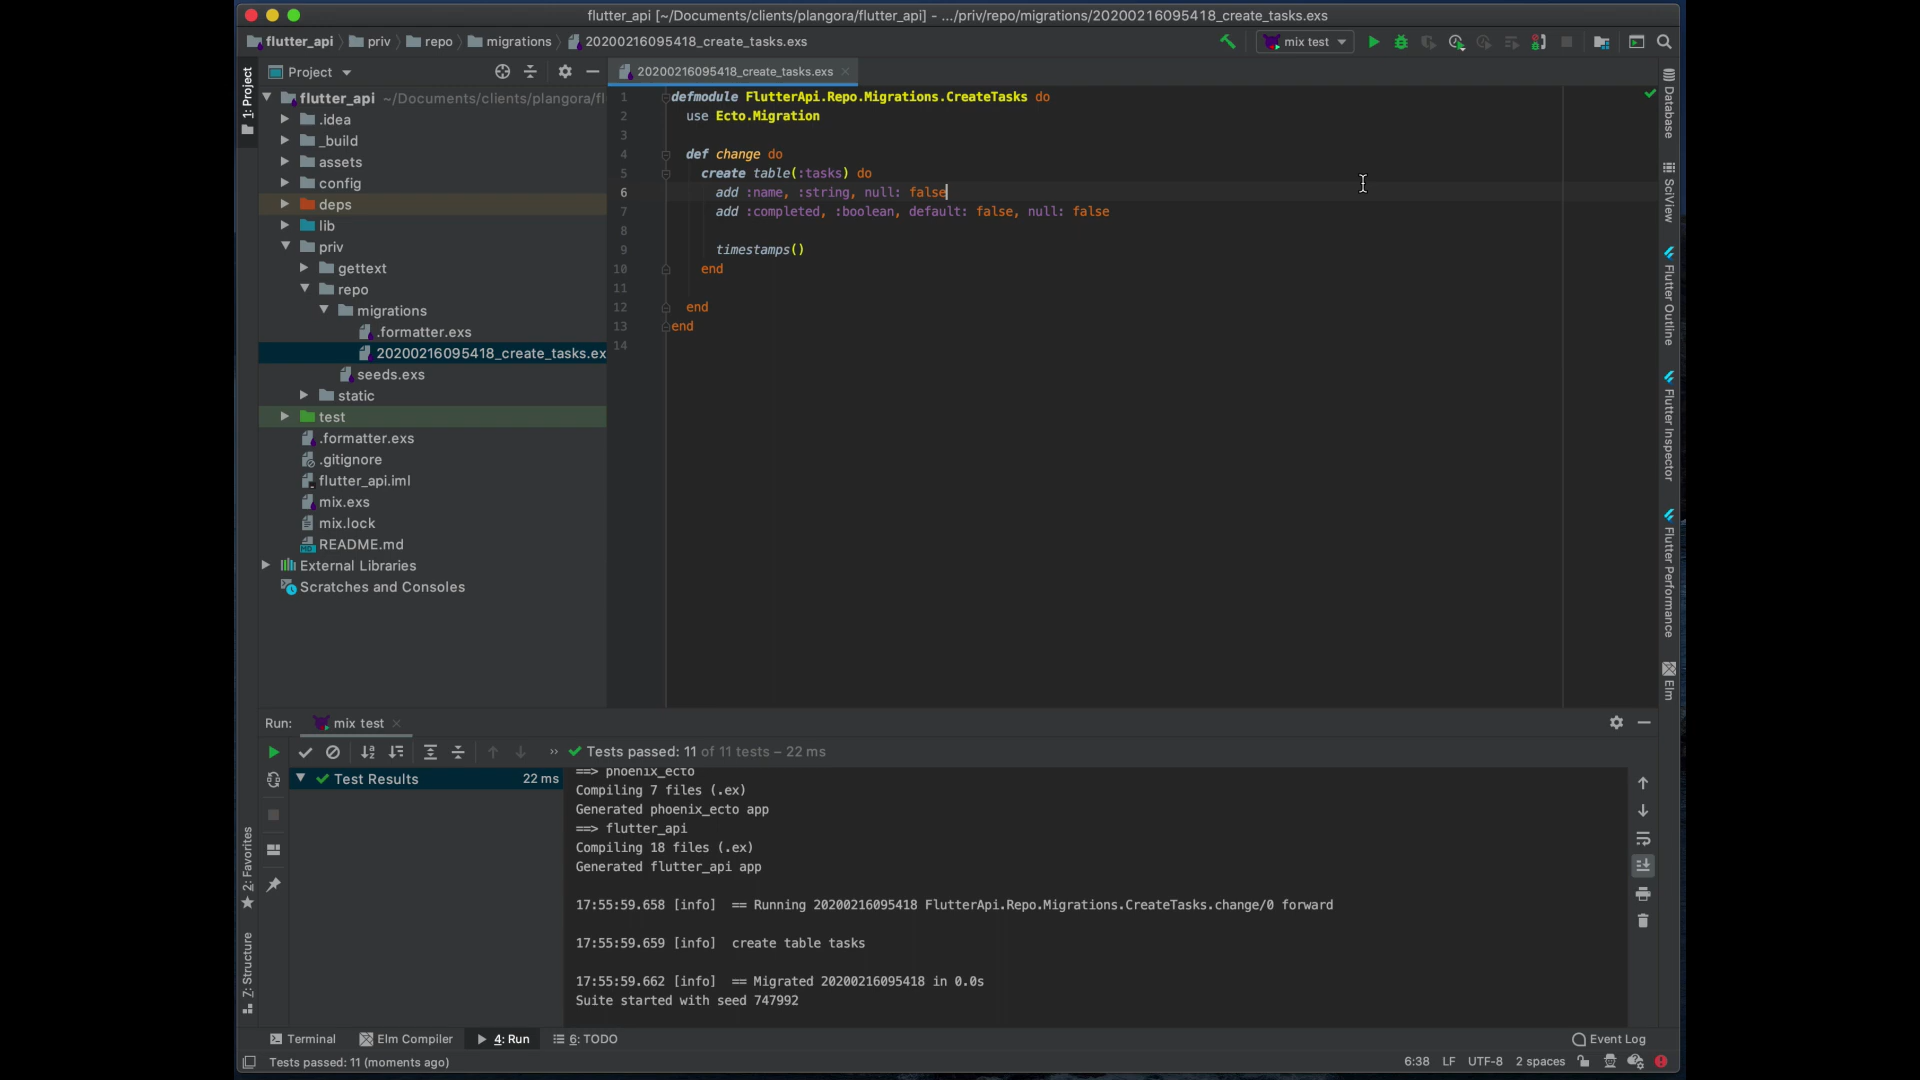 flutter_api [~/Documents/clients/plangora/flutter_api] - .../priv/repo/migrations/20200216095418_create_tasks.exs
flutter_api priv repo migrations 20200216095418_create_tasks.exs
mix test
Project
20200216095418_create_tasks.exs
1: Project
flutter_api ~/Documents/clients/plangora/fl
.idea
_build
assets
config
deps
lib
priv
gettext
repo
migrations
.formatter.exs
20200216095418_create_tasks.ex
seeds.exs
static
test
.formatter.exs
.gitignore
flutter_api.iml
mix.exs
mix.lock
README.md
External Libraries
Scratches and Consoles
1 defmodule FlutterApi.Repo.Migrations.CreateTasks do
2 use Ecto.Migration
3
4 def change do
5 create table(:tasks) do
6 add :name, :string, null: false
7 add :completed, :boolean, default: false, null: false
8
9 timestamps()
10 end
11
12 end
13 end
14
Database
SciView
Flutter Outline
Flutter Inspector
Flutter Performance
Elm
Run: mix test
» Tests passed: 11 of 11 tests – 22 ms
Test Results 22 ms
==> phoenix_ecto
Compiling 7 files (.ex)
Generated phoenix_ecto app
==> flutter_api
Compiling 18 files (.ex)
Generated flutter_api app
17:55:59.658 [info] == Running 20200216095418 FlutterApi.Repo.Migrations.CreateTasks.change/0 forward
17:55:59.659 [info] create table tasks
17:55:59.662 [info] == Migrated 20200216095418 in 0.0s
Suite started with seed 747992
2: Favorites
7: Structure
Terminal Elm Compiler 4: Run 6: TODO Event Log
Tests passed: 11 (moments ago) 6:38 LF UTF-8 2 spaces